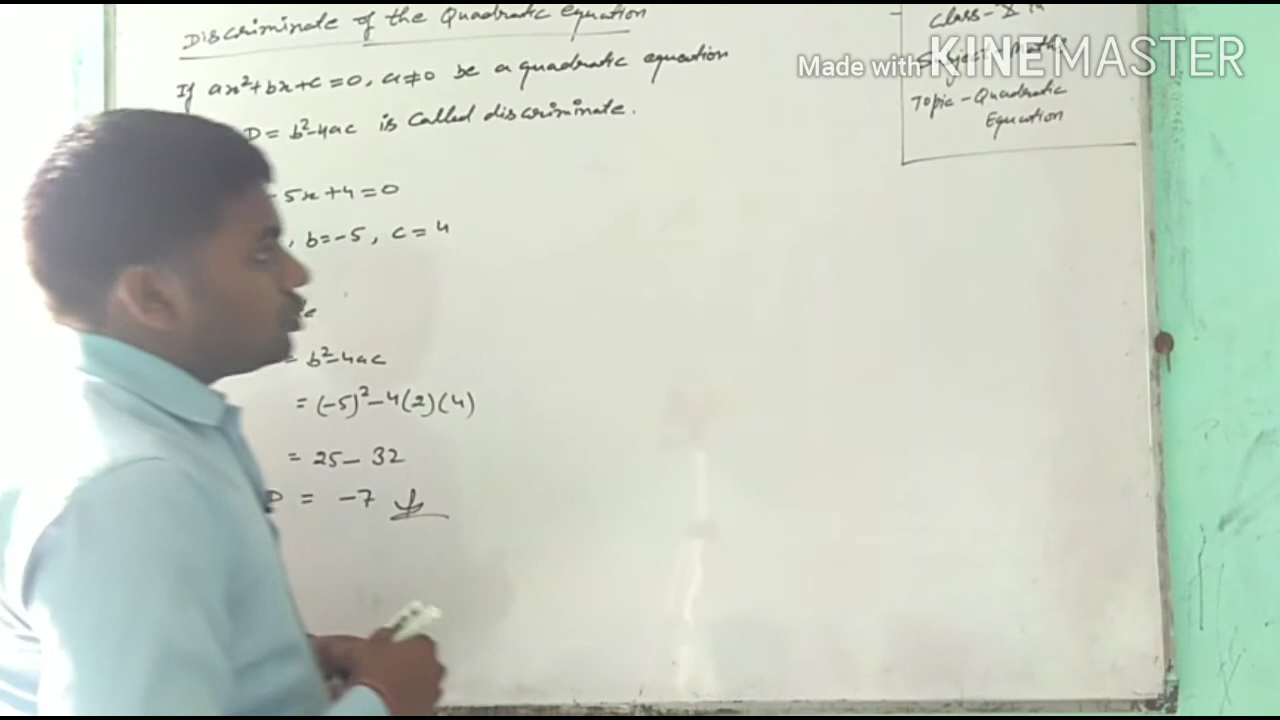 Discriminate of the Quadratic equation
If ax²+bx+c=0, a≠0 be a quadratic equation
D= b²-4ac is called discriminate.
- 5x+4=0
, b=-5, c=4
= b²-4ac
= (-5)²-4(2)(4)
= 25-32
D = -7
Class-X
Subject-Maths
Topic-Quadratic
Equation
Made with KINEMASTER